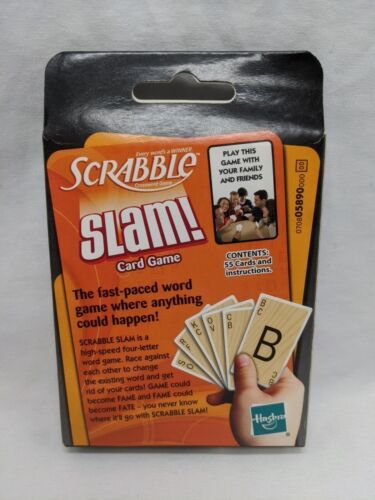 Every word's a WINNER
SCRABBLE
Crossword Game
SLAM!
Card Game
PLAY THIS
GAME WITH
YOUR FAMILY
AND FRIENDS
CONTENTS:
55 Cards and
instructions.
070805890000 00
The fast-paced word
game where anything
could happen!
SCRABBLE SLAM is a
high-speed four-letter
word game. Race against
each other to change
the existing word and get
rid of your cards! GAME could
become FAME and FAME could
become FATE – you never know
where it'll go with SCRABBLE SLAM!
B
C
B
Hasbro